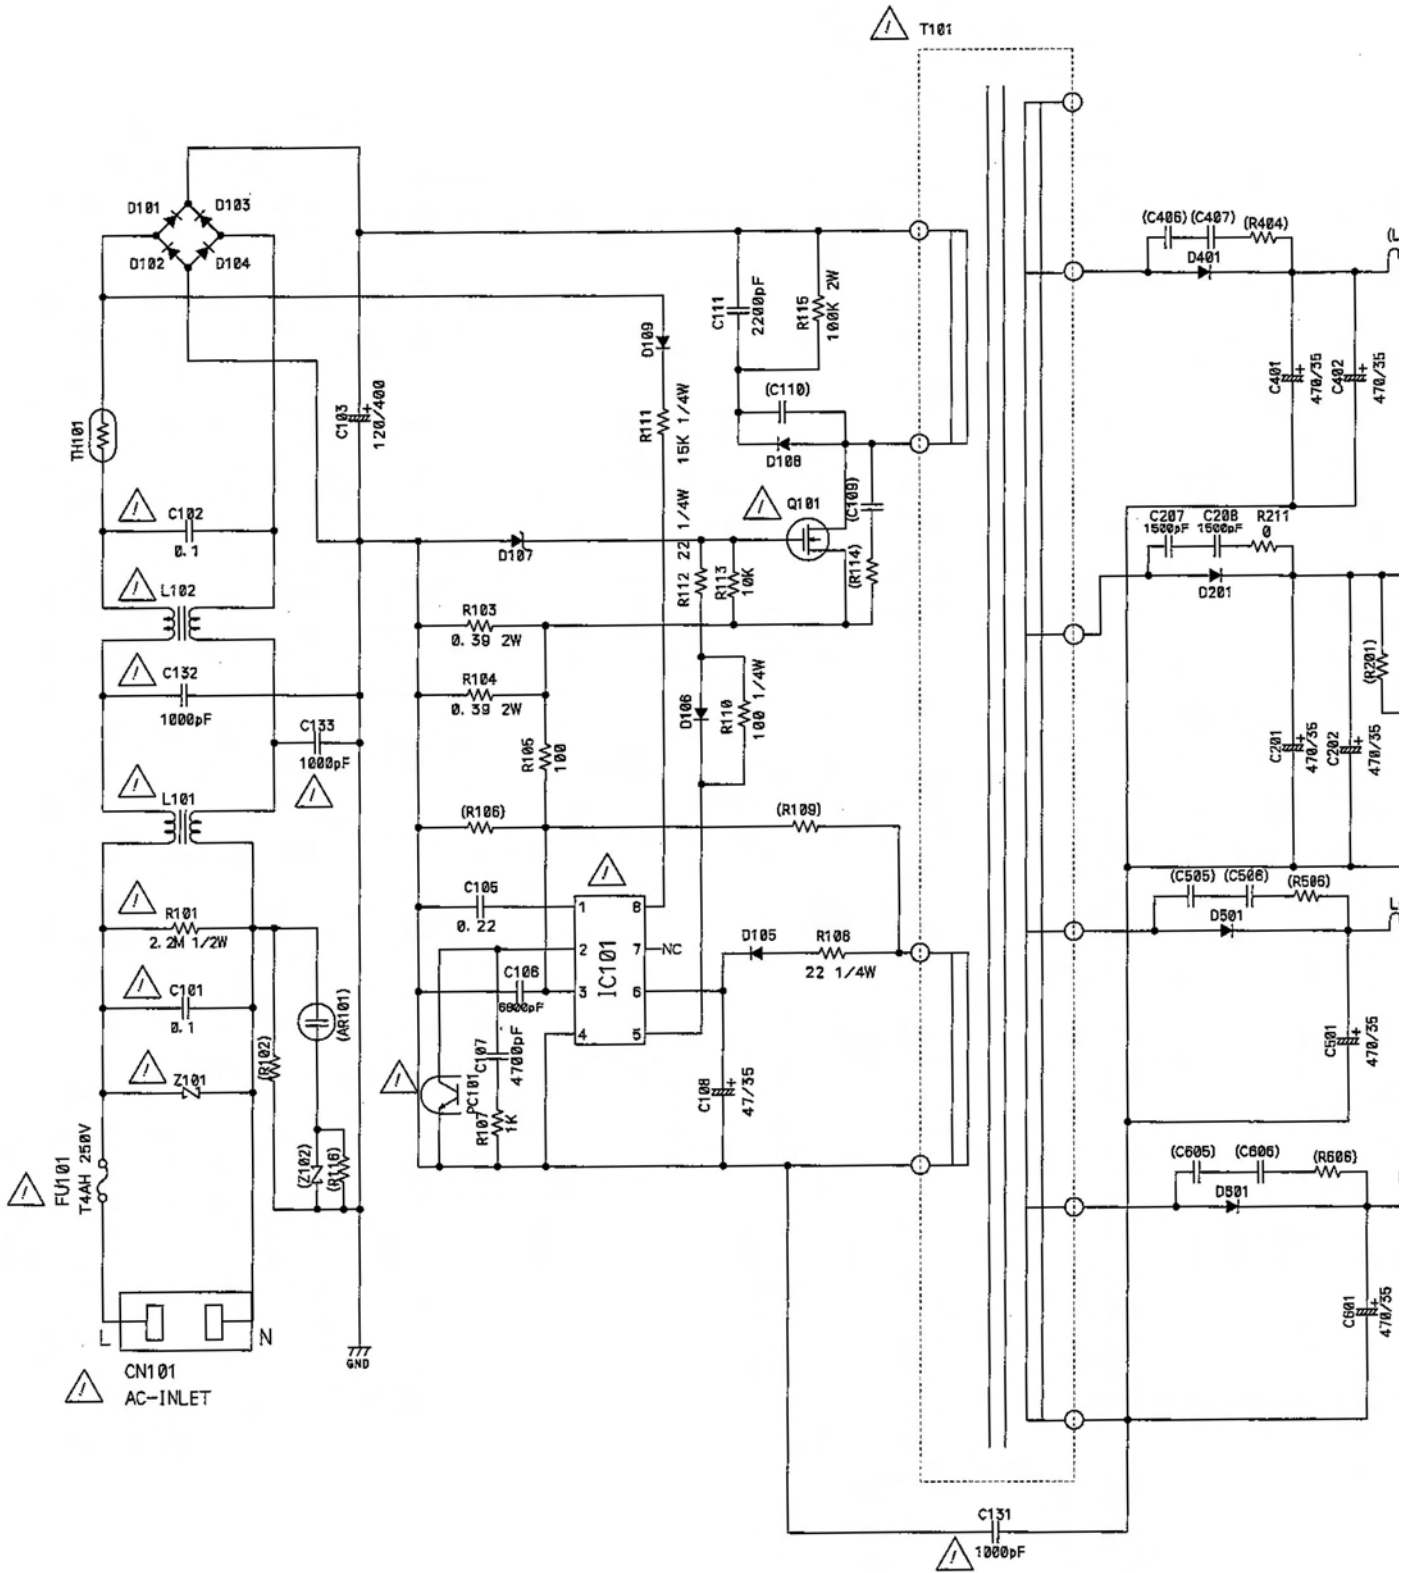 T101
D101
D103
D102
D104
(C406)
(C407)
(R404)
D401
(L
C111
2200pF
R115
100K 2W
D109
C401
470/35
C402
470/35
C103
120/400
R111
15K 1/4W
(C110)
D108
TH101
C102
0.1
Q101
(C109)
D107
R112
22 1/4W
R113
10K
(R114)
C207
1500pF
C208
1500pF
R211
0
D201
L102
R103
0.39 2W
C132
1000pF
R104
0.39 2W
D106
R110
100 1/4W
(R201)
C133
1000pF
R105
100
C201
470/35
C202
470/35
L101
(R106)
(R109)
C105
0.22
R101
2.2M 1/2W
(C505)
(C506)
(R506)
D501
1
2
3
4
8
7
6
5
IC101
NC
D105
R108
22 1/4W
C106
6800pF
C101
0.1
(AR101)
(R102)
C107
4700pF
C501
470/35
PC101
C108
47/35
R107
1K
Z101
(Z102)
(R116)
FU101
T4AH 250V
(C605)
(C606)
(R606)
D601
C601
470/35
L
N
GND
CN101
AC-INLET
C131
1000pF